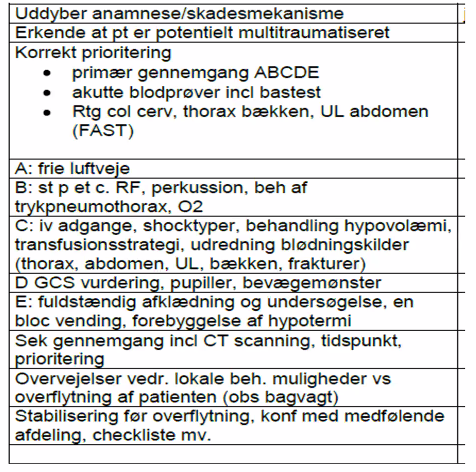 Uddyber anamnese/skadesmekanisme
Erkende at pt er potentielt multitraumatiseret
Korrekt prioritering
• primær gennemgang ABCDE
• akutte blodprøver incl bastest
• Rtg col cerv, thorax bækken, UL abdomen
(FAST)
A: frie luftveje
B: st p et c. RF, perkussion, beh af
trykpneumothorax, O2
C: iv adgange, shocktyper, behandling hypovolæmi,
transfusionsstrategi, udredning blødningskilder
(thorax, abdomen, UL, bækken, frakturer)
D GCS vurdering, pupiller, bevægemønster
E: fuldstændig afklædning og undersøgelse, en
bloc vending, forebyggelse af hypotermi
Sek gennemgang incl CT scanning, tidspunkt,
prioritering
Overvejelser vedr. lokale beh. muligheder vs
overflytning af patienten (obs bagvagt)
Stabilisering før overflytning, konf med medfølende
afdeling, checkliste mv.